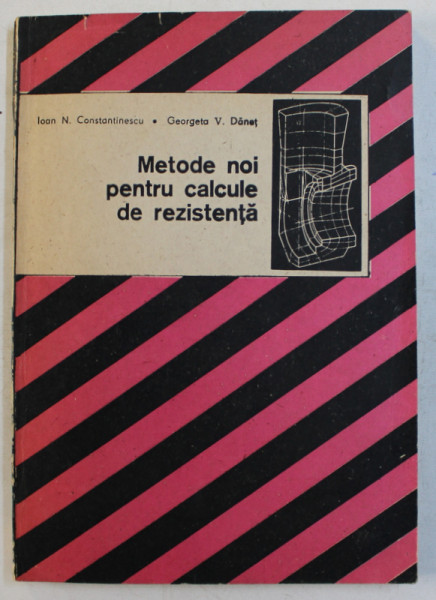 Ioan N. Constantinescu • Georgeta V. Dăneț
Metode noi
pentru calcule
de rezistență